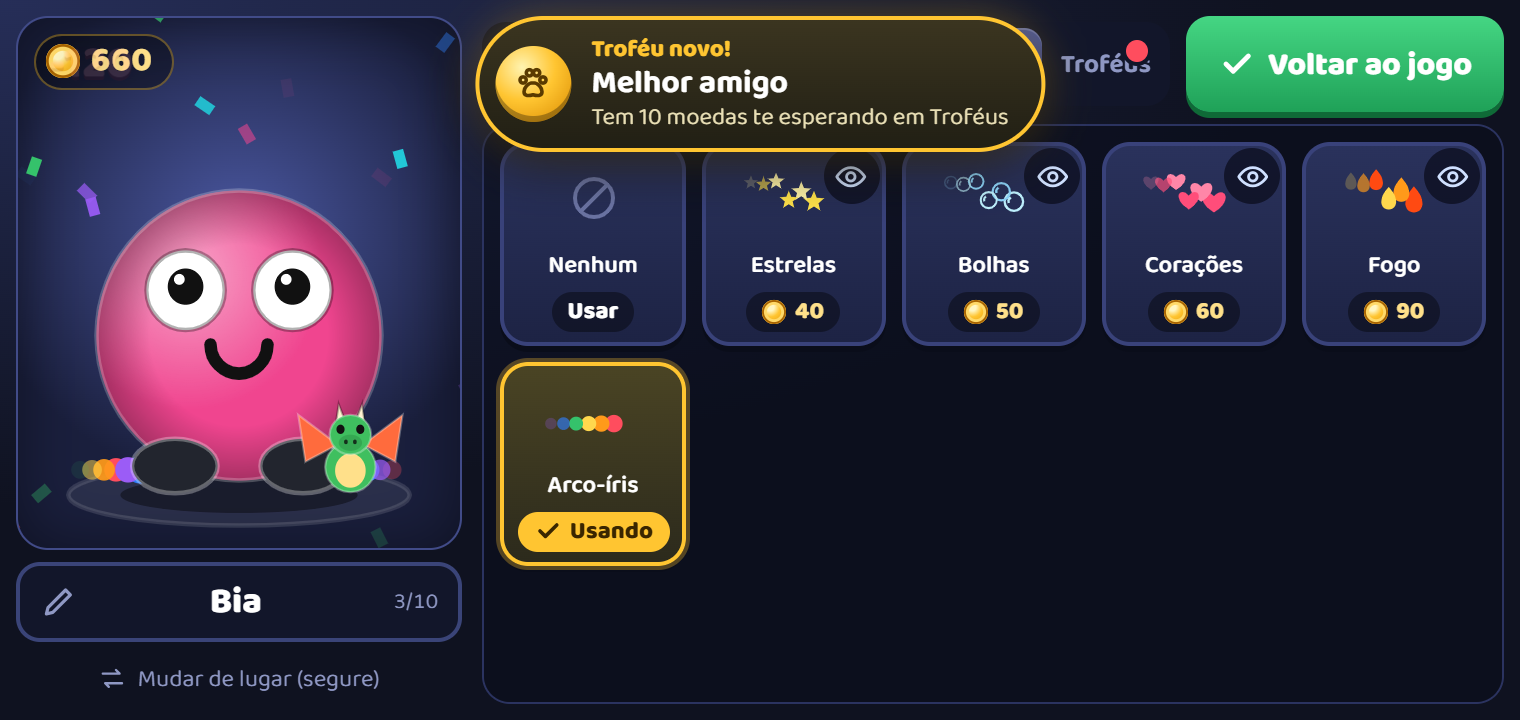 660
Troféu novo!
Melhor amigo
Tem 10 moedas te esperando em Troféus
Troféus
Voltar ao jogo
Nenhum
Usar
Estrelas
40
Bolhas
50
Corações
60
Fogo
90
Arco-íris
Usando
Bia
3/10
Mudar de lugar (segure)